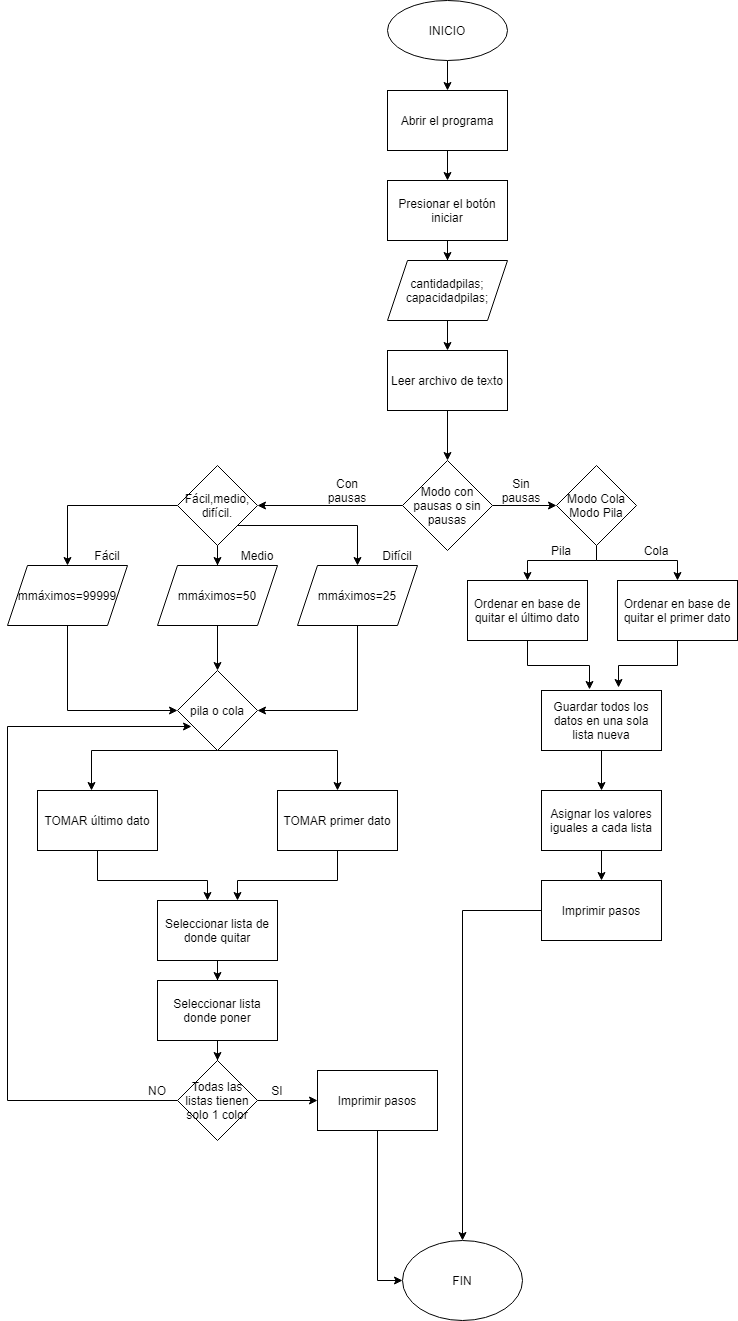 INICIO
Abrir el programa
Presionar el botón
iniciar
cantidadpilas;
capacidadpilas;
Leer archivo de texto
Modo con
pausas o sin
pausas
Con
pausas
Sin
pausas
Fácil,medio,
difícil.
Modo Cola
Modo Pila
Fácil
Medio
Difícil
Pila
Cola
mmáximos=99999
mmáximos=50
mmáximos=25
Ordenar en base de
quitar el último dato
Ordenar en base de
quitar el primer dato
pila o cola
Guardar todos los
datos en una sola
lista nueva
TOMAR último dato
TOMAR primer dato
Asignar los valores
iguales a cada lista
Seleccionar lista de
donde quitar
Imprimir pasos
Seleccionar lista
donde poner
NO
Todas las
listas tienen
solo 1 color
SI
Imprimir pasos
FIN